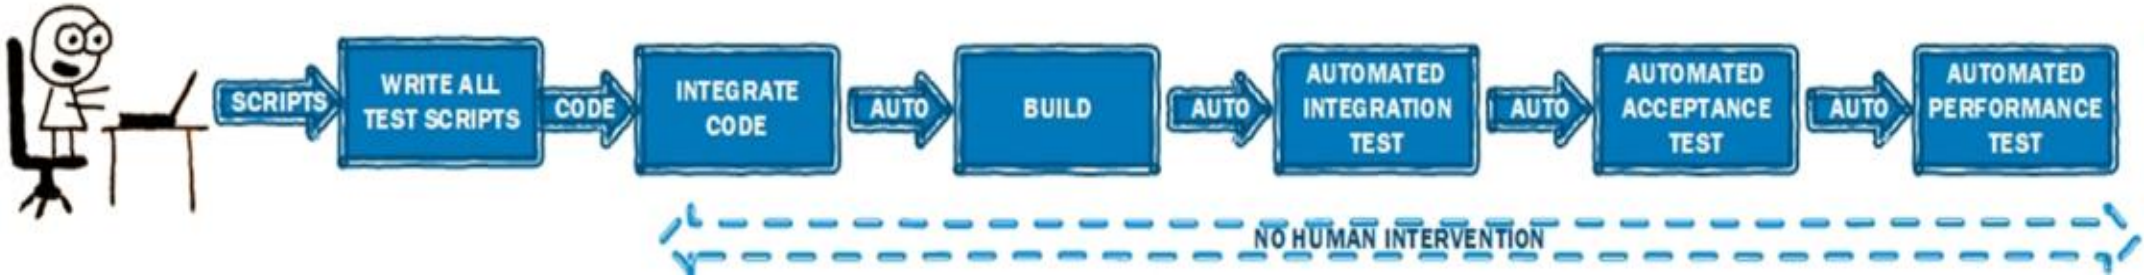 SCRIPTS
WRITE ALL
TEST SCRIPTS
CODE
INTEGRATE
CODE
AUTO
BUILD
AUTO
AUTOMATED
INTEGRATION
TEST
AUTO
AUTOMATED
ACCEPTANCE
TEST
AUTO
AUTOMATED
PERFORMANCE
TEST
NO HUMAN INTERVENTION